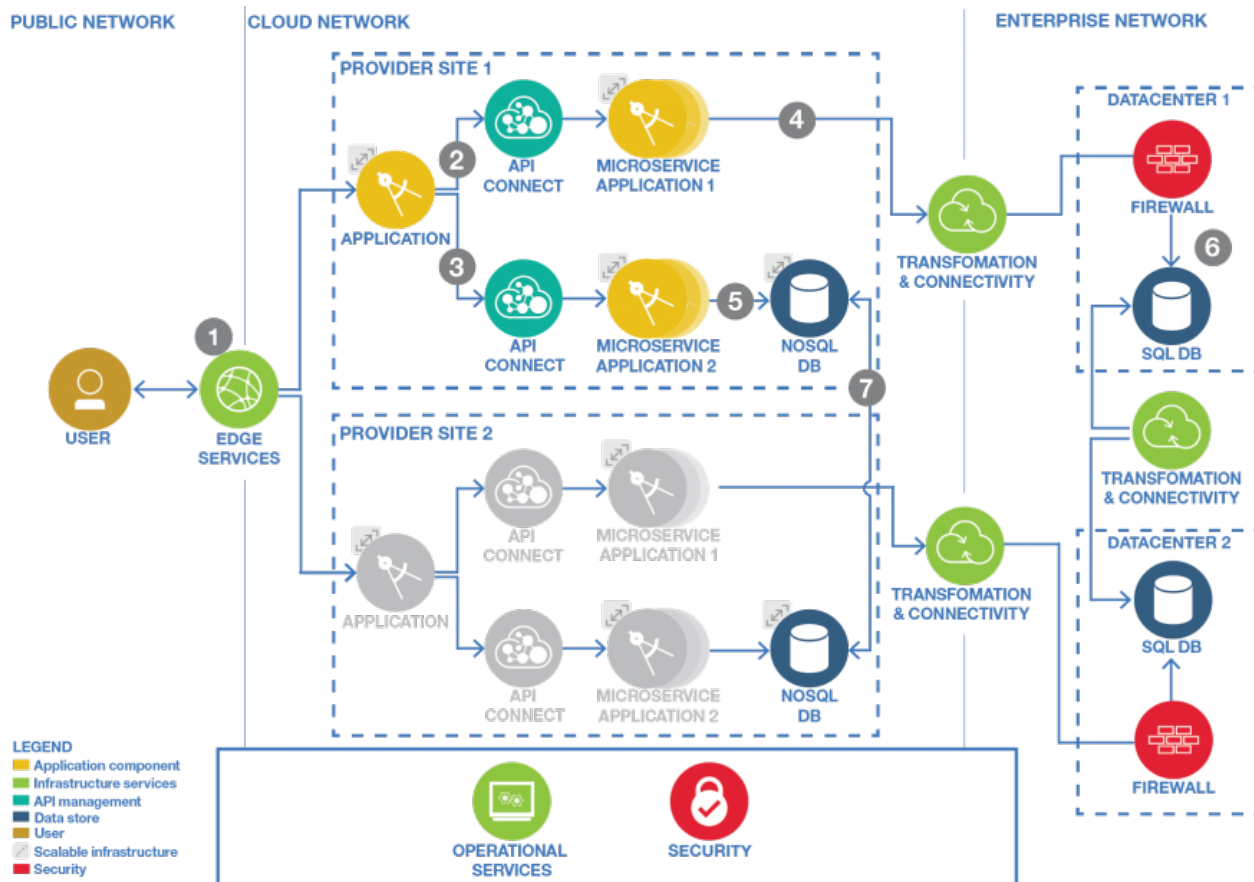 PUBLIC NETWORK
CLOUD NETWORK
ENTERPRISE NETWORK
PROVIDER SITE 1
DATACENTER 1
2
4
API
CONNECT
MICROSERVICE
APPLICATION 1
APPLICATION
FIREWALL
TRANSFOMATION
& CONNECTIVITY
6
3
5
API
CONNECT
MICROSERVICE
APPLICATION 2
NOSQL
DB
SQL DB
1
7
USER
EDGE
SERVICES
PROVIDER SITE 2
TRANSFOMATION
& CONNECTIVITY
API
CONNECT
MICROSERVICE
APPLICATION 1
DATACENTER 2
APPLICATION
TRANSFOMATION
& CONNECTIVITY
SQL DB
API
CONNECT
MICROSERVICE
APPLICATION 2
NOSQL
DB
FIREWALL
LEGEND
Application component
Infrastructure services
API management
Data store
User
Scalable infrastructure
Security
OPERATIONAL
SERVICES
SECURITY